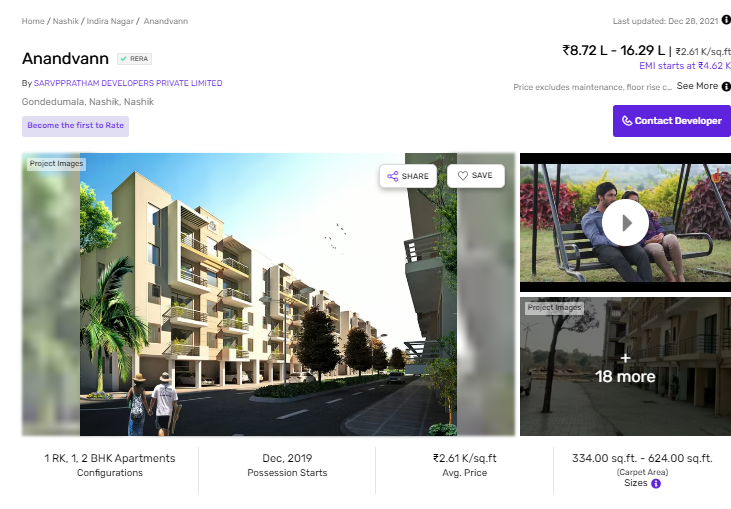 Home / Nashik / Indira Nagar / Anandvann
Last updated: Dec 28, 2021
Anandvann
RERA
₹8.72 L - 16.29 L | ₹2.61 K/sq.ft
EMI starts at ₹4.62 K
By SARVPPRATHAM DEVELOPERS PRIVATE LIMITED
Price excludes maintenance, floor rise c... See More
Gondedumala, Nashik, Nashik
Become the first to Rate
Contact Developer
Project Images
SHARE
SAVE
Project Images
+
18 more
1 RK, 1, 2 BHK Apartments
Configurations
Dec, 2019
Possession Starts
₹2.61 K/sq.ft
Avg. Price
334.00 sq.ft. - 624.00 sq.ft.
(Carpet Area)
Sizes